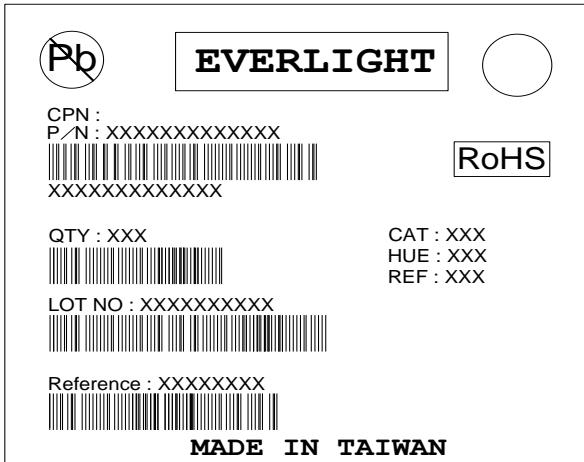 Pb
EVERLIGHT
CPN :
P/N : XXXXXXXXXXXXX
RoHS
XXXXXXXXXXXXX
QTY : XXX
CAT : XXX
HUE : XXX
REF : XXX
LOT NO : XXXXXXXXXX
Reference : XXXXXXXX
MADE IN TAIWAN